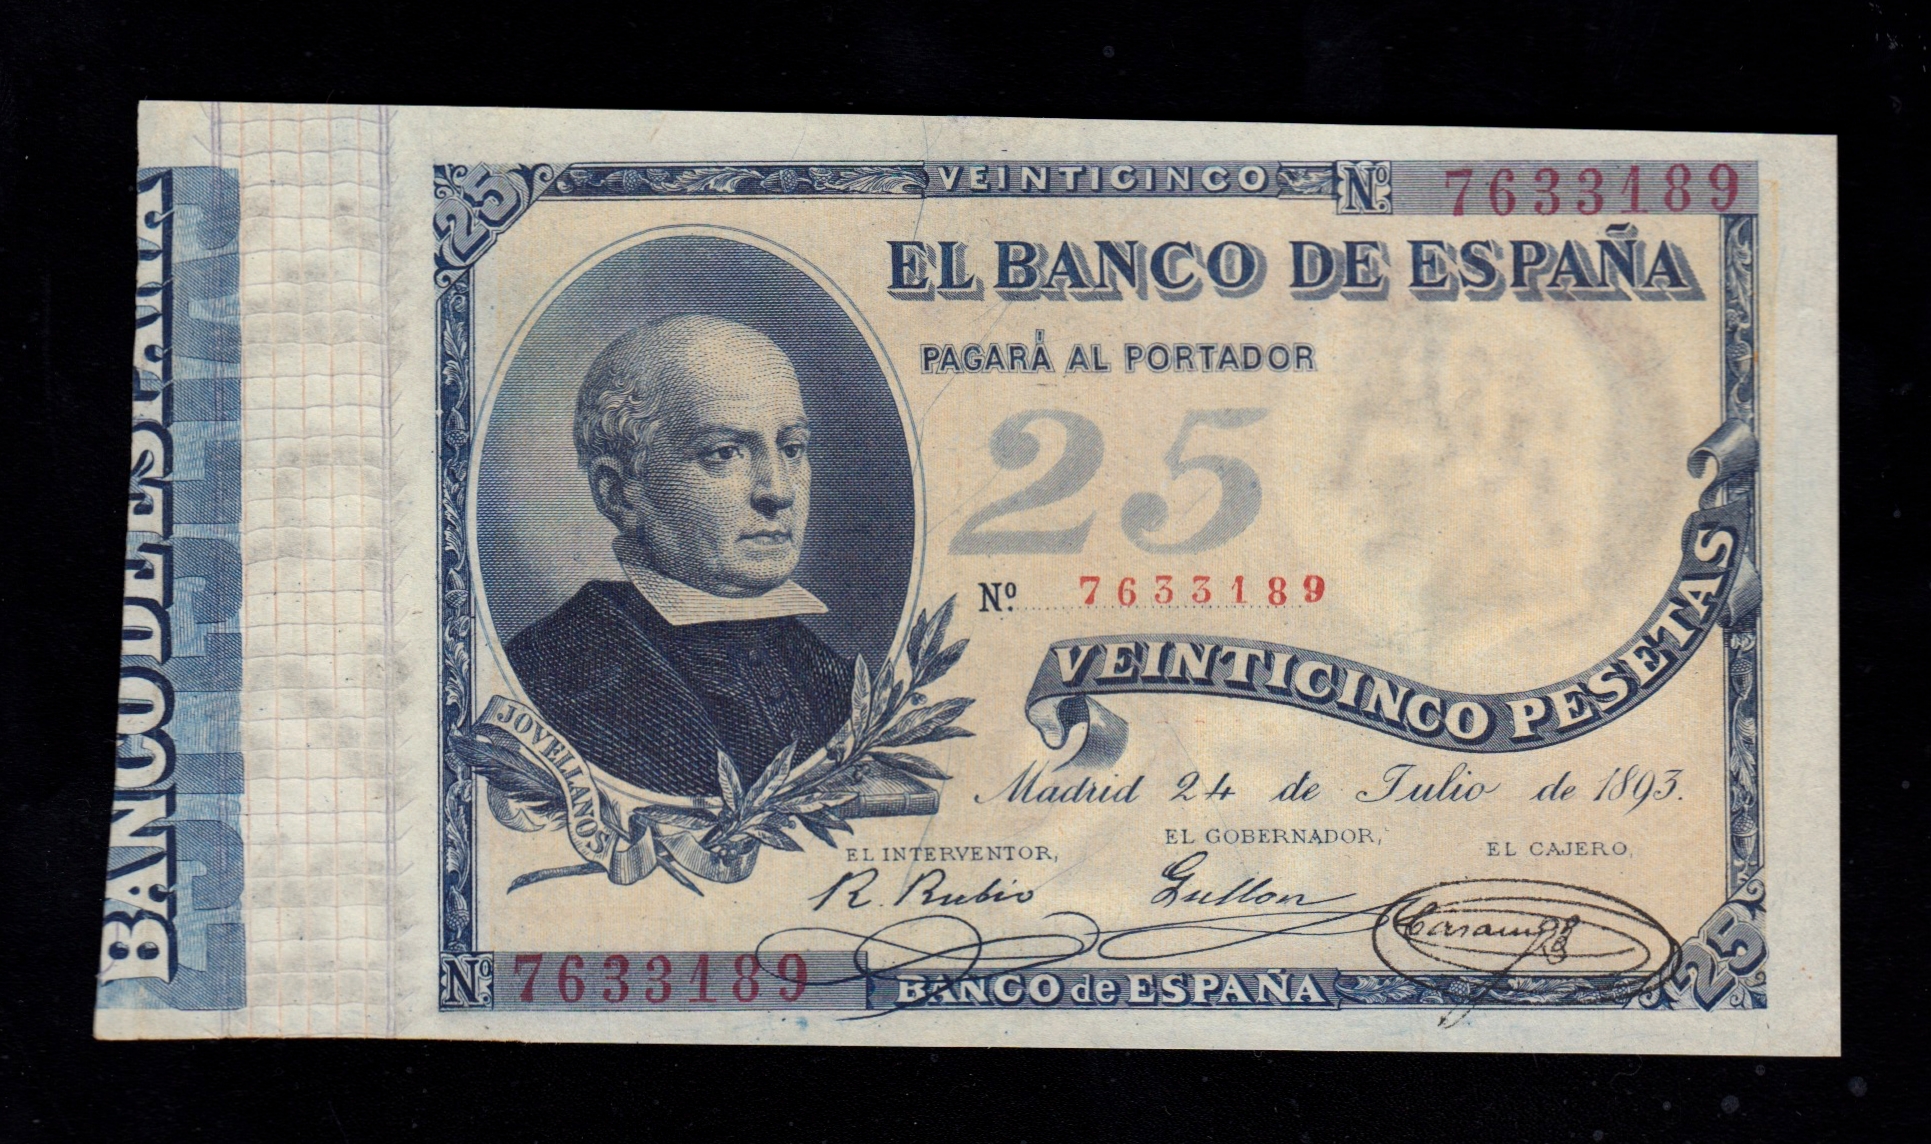 25
VEINTICINCO
Nº 7633189
EL BANCO DE ESPAÑA
PAGARÁ AL PORTADOR
25
Nº 7633189
VEINTICINCO PESETAS
JOVELLANOS
Madrid 24 de Julio de 1893.
EL INTERVENTOR,
EL GOBERNADOR,
EL CAJERO,
R. Rubio
Gullon
Nº 7633189
BANCO de ESPAÑA
25
BANCO DE ESPAÑA